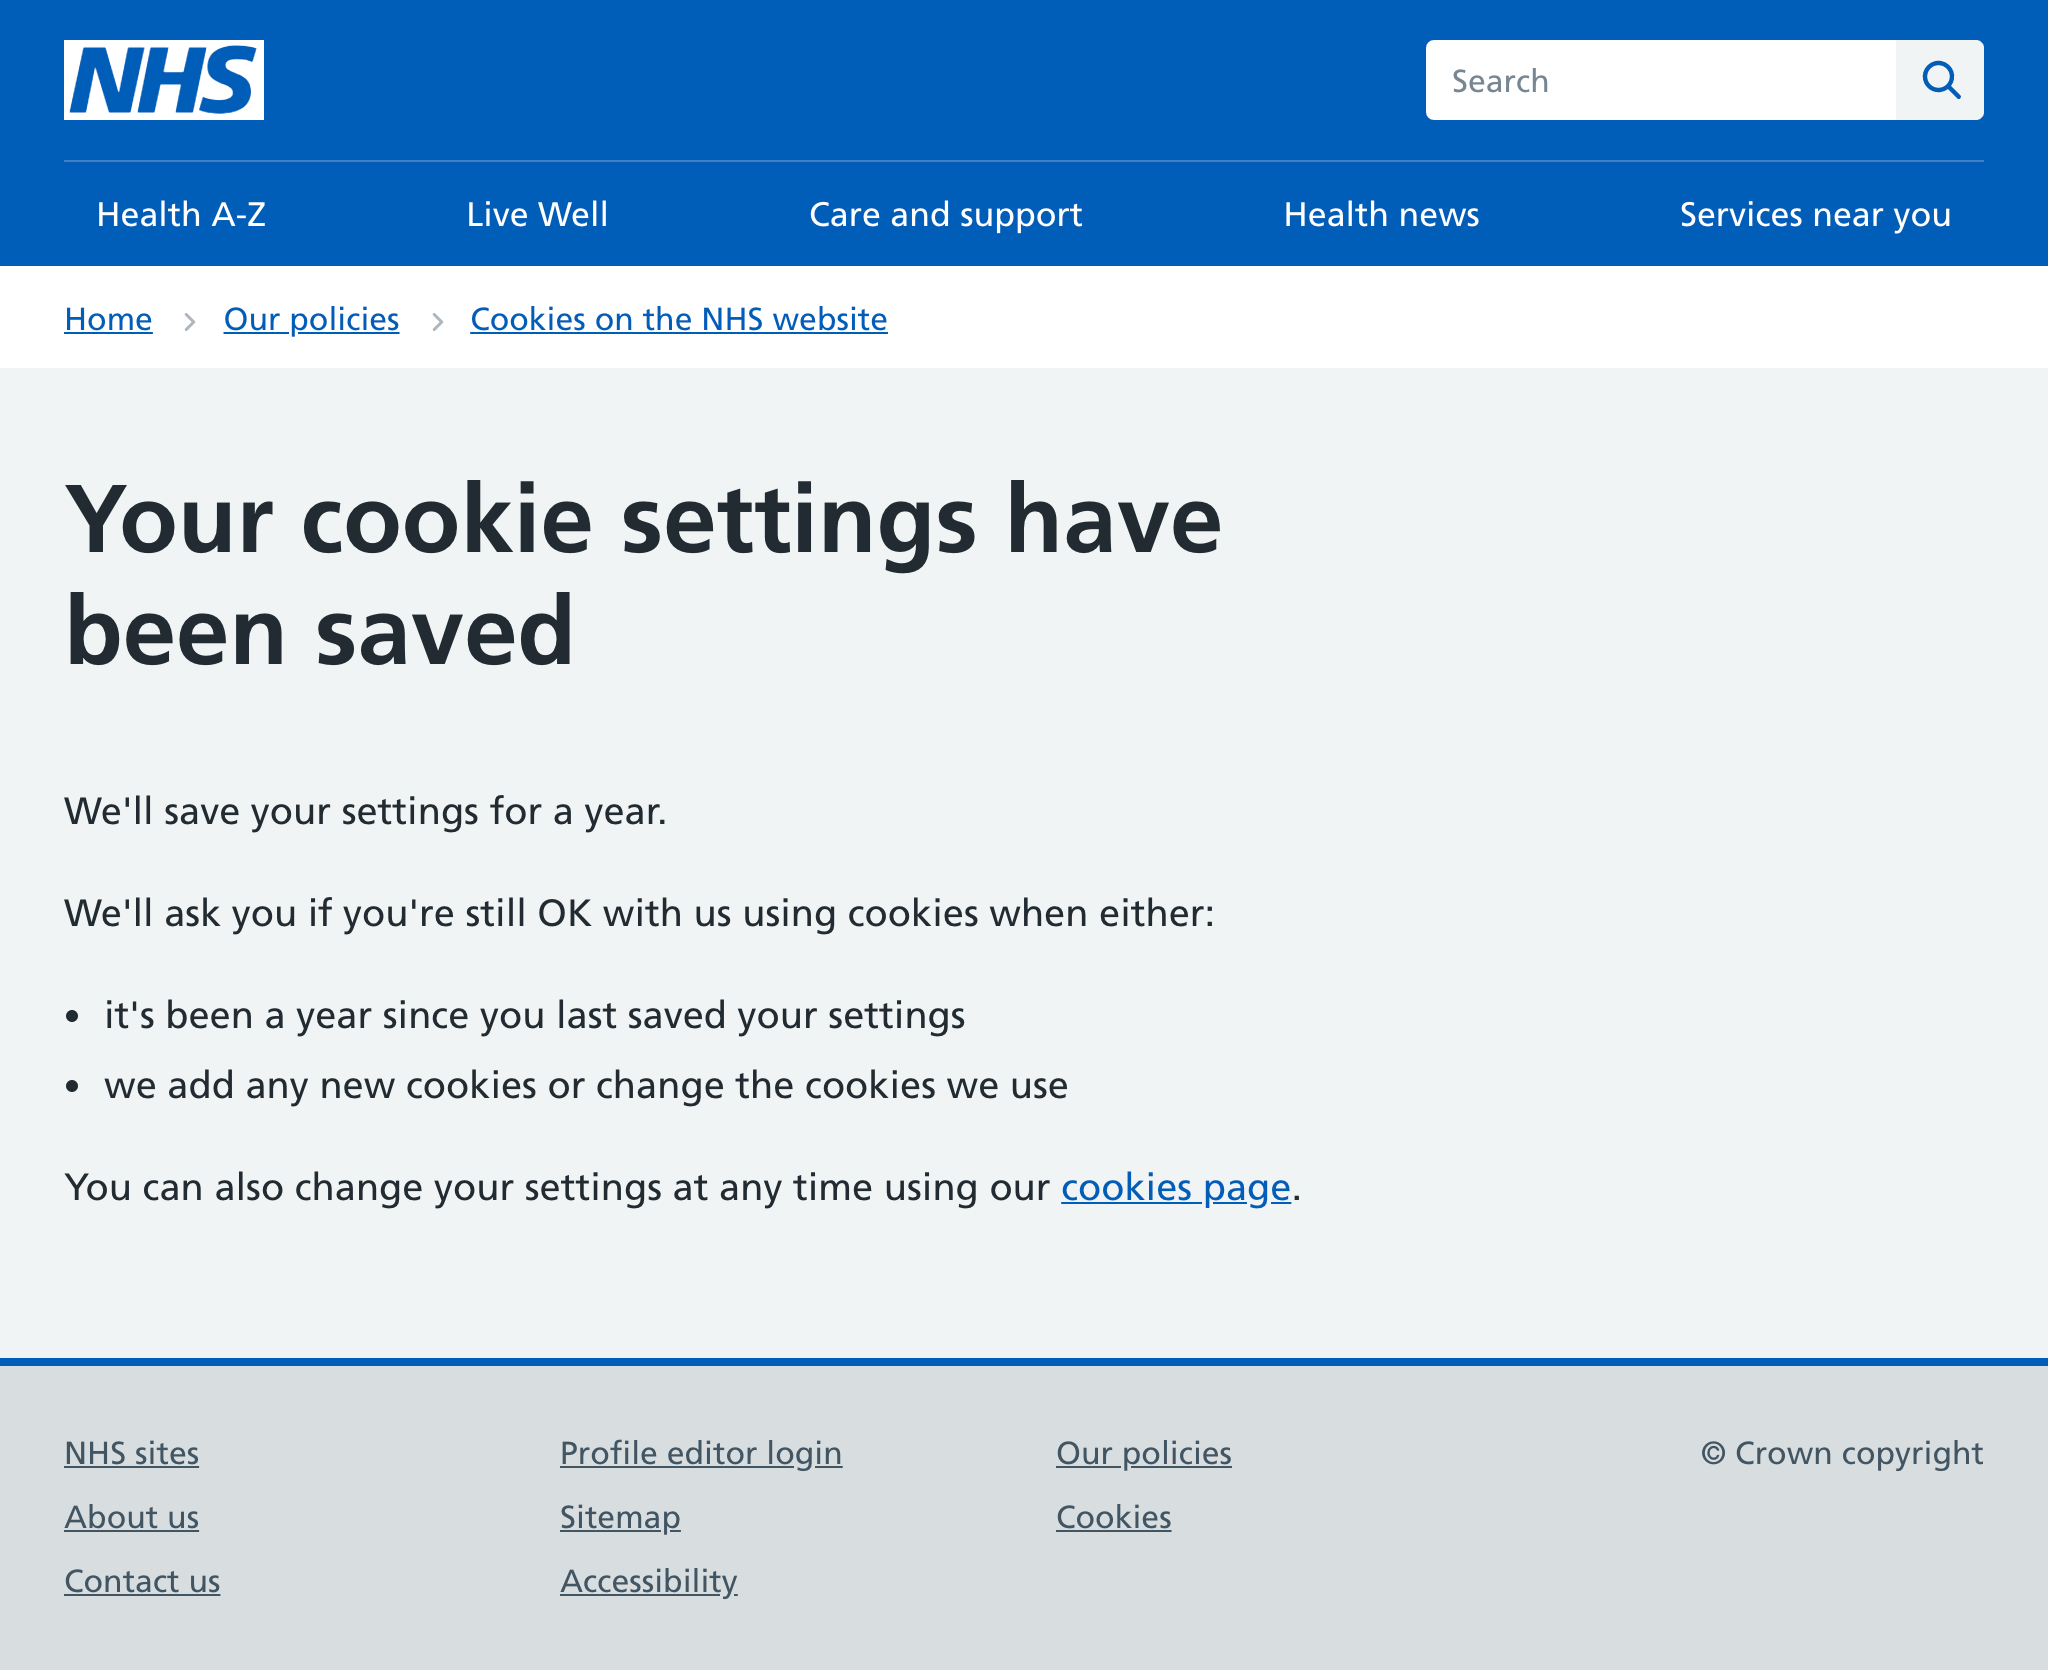 NHS
Search
Health A-Z
Live Well
Care and support
Health news
Services near you
Home
Our policies
Cookies on the NHS website
Your cookie settings have
been saved
We'll save your settings for a year.
We'll ask you if you're still OK with us using cookies when either:
• it's been a year since you last saved your settings
• we add any new cookies or change the cookies we use
You can also change your settings at any time using our cookies page.
NHS sites
About us
Contact us
Profile editor login
Sitemap
Accessibility
Our policies
Cookies
© Crown copyright